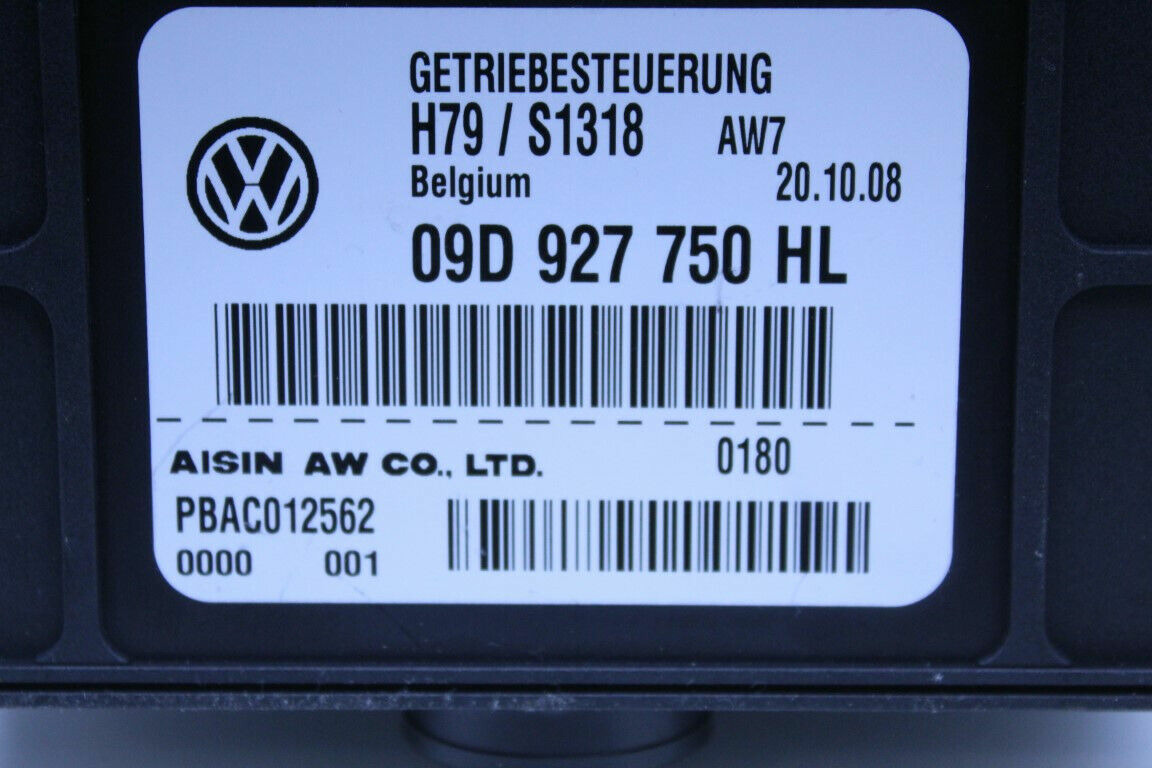 GETRIEBESTEUERUNG
H79 / S1318 AW7
Belgium 20.10.08
09D 927 750 HL
AISIN AW CO., LTD. 0180
PBAC012562
0000 001